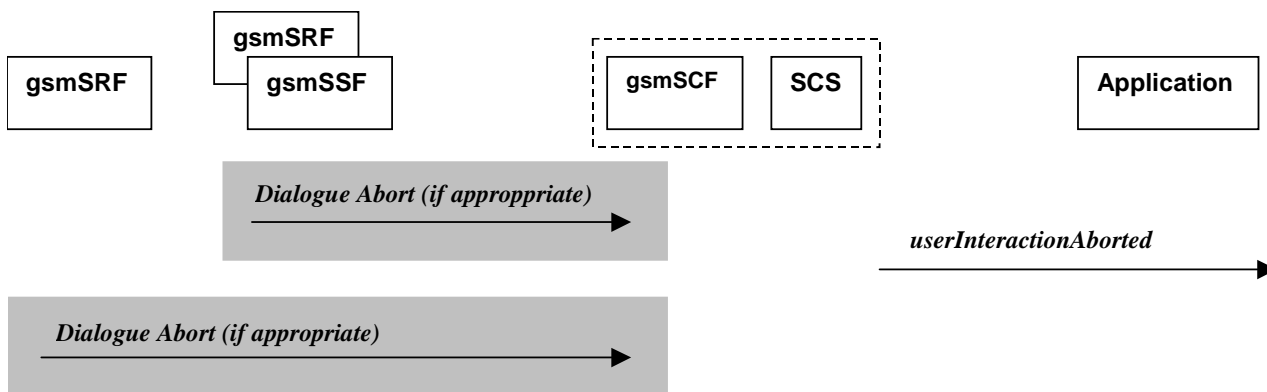 gsmSRF
gsmSRF
gsmSSF
gsmSCF
SCS
Application
Dialogue Abort (if approppriate)
userInteractionAborted
Dialogue Abort (if appropriate)